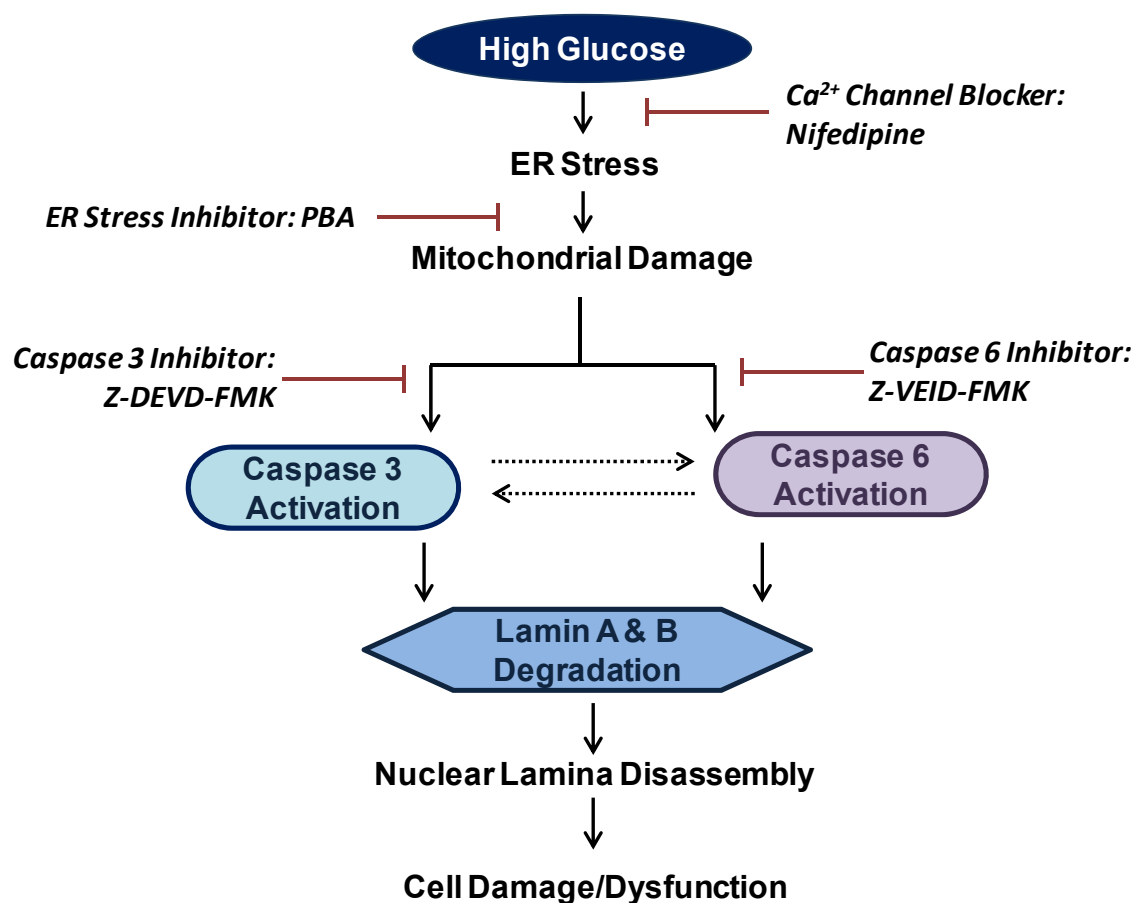 High Glucose
Ca²⁺ Channel Blocker:
Nifedipine
ER Stress
ER Stress Inhibitor: PBA
Mitochondrial Damage
Caspase 3 Inhibitor:
Z-DEVD-FMK
Caspase 6 Inhibitor:
Z-VEID-FMK
Caspase 3
Activation
Caspase 6
Activation
Lamin A & B
Degradation
Nuclear Lamina Disassembly
Cell Damage/Dysfunction